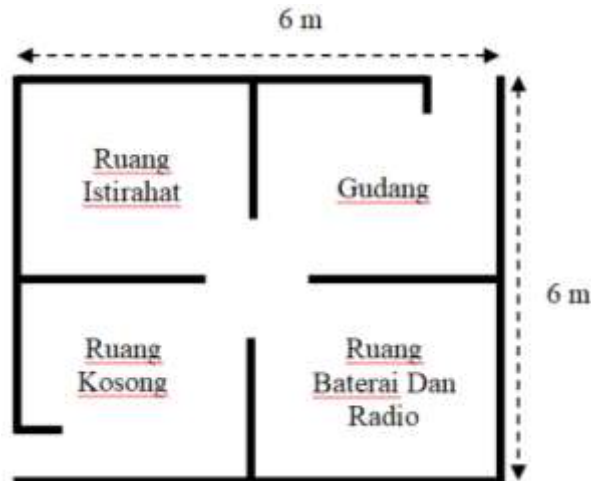 6 m
Ruang
Istirahat
Gudang
6 m
Ruang
Kosong
Ruang
Baterai Dan
Radio